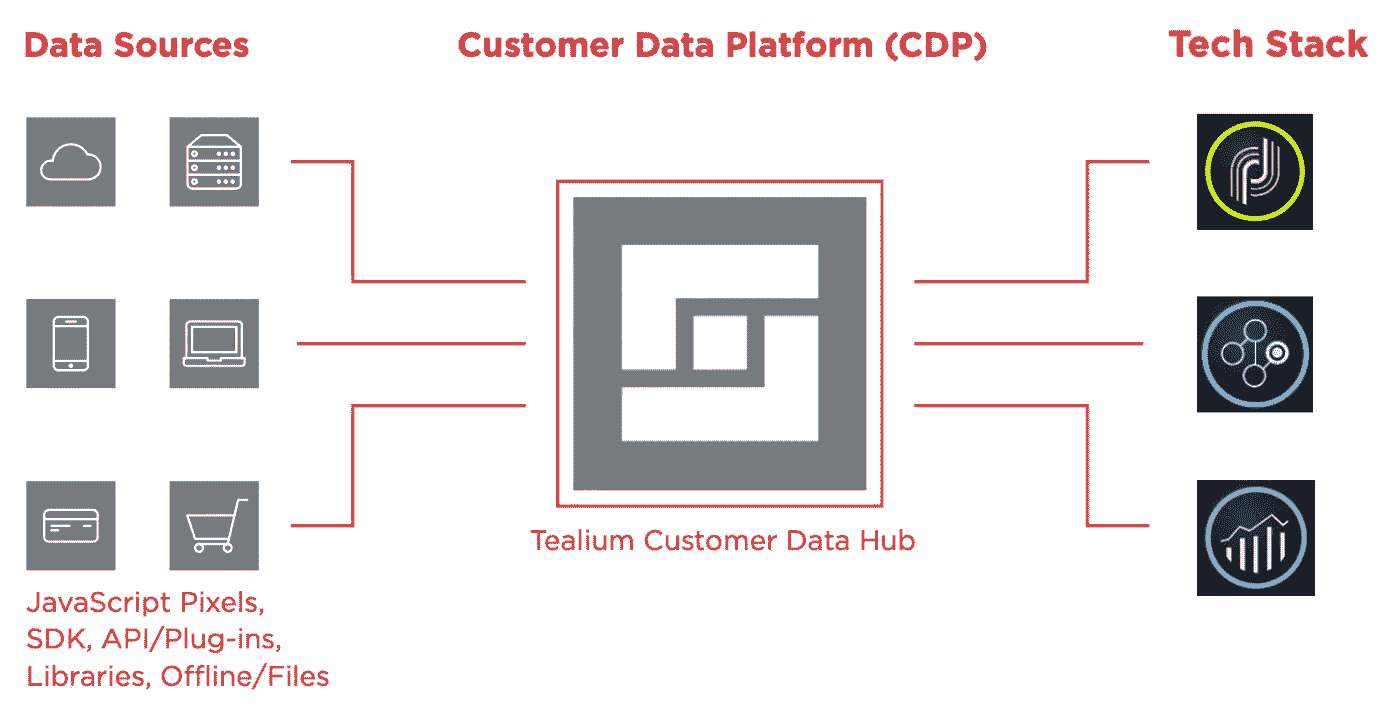 Data Sources
Customer Data Platform (CDP)
Tech Stack
Tealium Customer Data Hub
JavaScript Pixels,
SDK, API/Plug-ins,
Libraries, Offline/Files